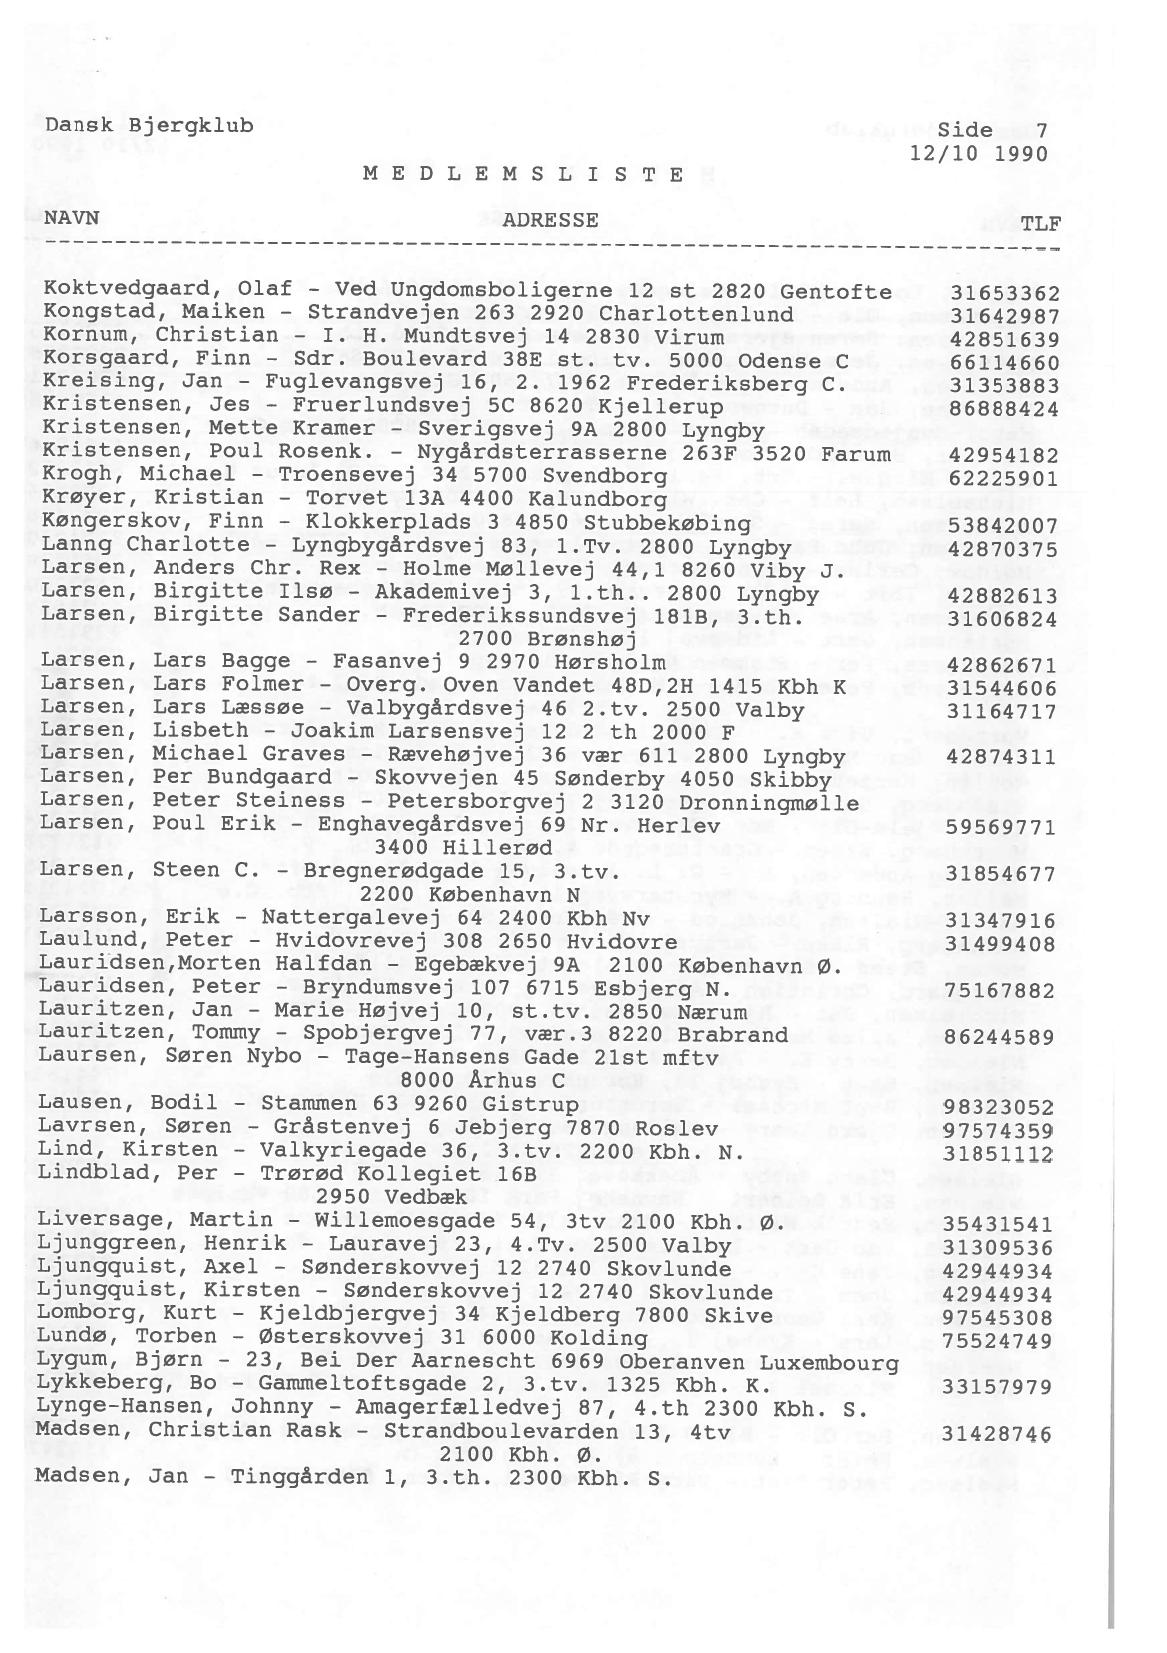 Dansk Bjergklub
Side 7
12/10 1990
M E D L E M S L I S T E
NAVN ADRESSE TLF
Koktvedgaard, Olaf - Ved Ungdomsboligerne 12 st 2820 Gentofte 31653362
Kongstad, Maiken - Strandvejen 263 2920 Charlottenlund 31642987
Kornum, Christian - I. H. Mundtsvej 14 2830 Virum 42851639
Korsgaard, Finn - Sdr. Boulevard 38E st. tv. 5000 Odense C 66114660
Kreising, Jan - Fuglevangsvej 16, 2. 1962 Frederiksberg C. 31353883
Kristensen, Jes - Fruerlundsvej 5C 8620 Kjellerup 86888424
Kristensen, Mette Kramer - Sverigsvej 9A 2800 Lyngby
Kristensen, Poul Rosenk. - Nygårdsterrasserne 263F 3520 Farum 42954182
Krogh, Michael - Troensevej 34 5700 Svendborg 62225901
Krøyer, Kristian - Torvet 13A 4400 Kalundborg
Køngerskov, Finn - Klokkerplads 3 4850 Stubbekøbing 53842007
Lanng Charlotte - Lyngbygårdsvej 83, 1.Tv. 2800 Lyngby 42870375
Larsen, Anders Chr. Rex - Holme Møllevej 44,1 8260 Viby J.
Larsen, Birgitte Ilsø - Akademivej 3, 1.th. 2800 Lyngby 42882613
Larsen, Birgitte Sander - Frederikssundsvej 181B, 3.th. 31606824
2700 Brønshøj
Larsen, Lars Bagge - Fasanvej 9 2970 Hørsholm 42862671
Larsen, Lars Folmer - Overg. Oven Vandet 48D,2H 1415 Kbh K 31544606
Larsen, Lars Læssøe - Valbygårdsvej 46 2.tv. 2500 Valby 31164717
Larsen, Lisbeth - Joakim Larsensvej 12 2 th 2000 F
Larsen, Michael Graves - Rævehøjvej 36 vær 611 2800 Lyngby 42874311
Larsen, Per Bundgaard - Skovvejen 45 Sønderby 4050 Skibby
Larsen, Peter Steiness - Petersborgvej 2 3120 Dronningmølle
Larsen, Poul Erik - Enghavegårdsvej 69 Nr. Herlev 59569771
3400 Hillerød
Larsen, Steen C. - Bregnerødgade 15, 3.tv. 31854677
2200 København N
Larsson, Erik - Nattergalevej 64 2400 Kbh Nv 31347916
Laulund, Peter - Hvidovrevej 308 2650 Hvidovre 31499408
Lauridsen,Morten Halfdan - Egebækvej 9A 2100 København Ø.
Lauridsen, Peter - Bryndumsvej 107 6715 Esbjerg N. 75167882
Lauritzen, Jan - Marie Højvej 10, st.tv. 2850 Nærum
Lauritzen, Tommy - Spobjergvej 77, vær.3 8220 Brabrand 86244589
Laursen, Søren Nybo - Tage-Hansens Gade 21st mftv
8000 Århus C
Lausen, Bodil - Stammen 63 9260 Gistrup 98323052
Lavrsen, Søren - Gråstenvej 6 Jebjerg 7870 Roslev 97574359
Lind, Kirsten - Valkyriegade 36, 3.tv. 2200 Kbh. N. 31851112
Lindblad, Per - Trørød Kollegiet 16B
2950 Vedbæk
Liversage, Martin - Willemoesgade 54, 3tv 2100 Kbh. Ø. 35431541
Ljunggreen, Henrik - Lauravej 23, 4.Tv. 2500 Valby 31309536
Ljungquist, Axel - Sønderskovvej 12 2740 Skovlunde 42944934
Ljungquist, Kirsten - Sønderskovvej 12 2740 Skovlunde 42944934
Lomborg, Kurt - Kjeldbjergvej 34 Kjeldberg 7800 Skive 97545308
Lundø, Torben - Østerskovvej 31 6000 Kolding 75524749
Lygum, Bjørn - 23, Bei Der Aarnescht 6969 Oberanven Luxembourg
Lykkeberg, Bo - Gammeltoftsgade 2, 3.tv. 1325 Kbh. K. 33157979
Lynge-Hansen, Johnny - Amagerfælledvej 87, 4.th 2300 Kbh. S.
Madsen, Christian Rask - Strandboulevarden 13, 4tv 31428746
2100 Kbh. Ø.
Madsen, Jan - Tinggården 1, 3.th. 2300 Kbh. S.